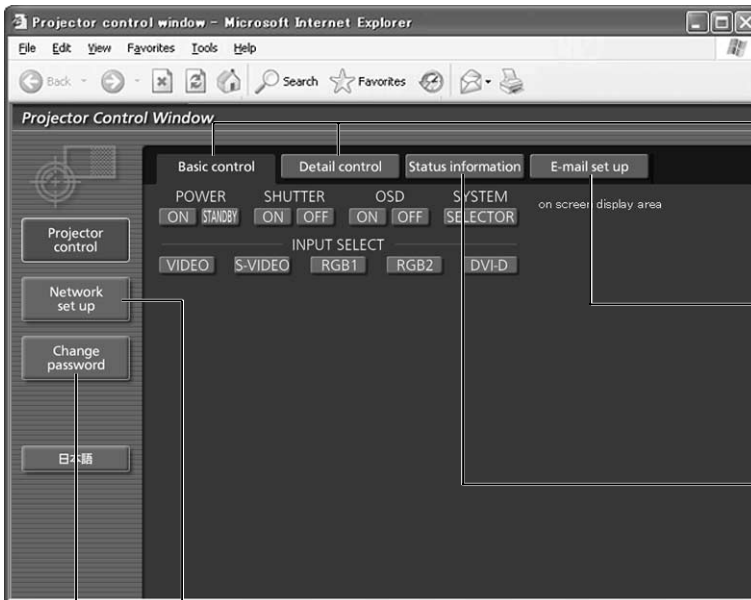 Projector control window - Microsoft Internet Explorer
File Edit View Favorites Tools Help
Back Search Favorites
Projector Control Window
Basic control Detail control Status information E-mail set up
POWER SHUTTER OSD SYSTEM
ON STANDBY ON OFF ON OFF SELECTOR
on screen display area
INPUT SELECT
VIDEO S-VIDEO RGB1 RGB2 DVI-D
Projector
control
Network
set up
Change
password
日本語